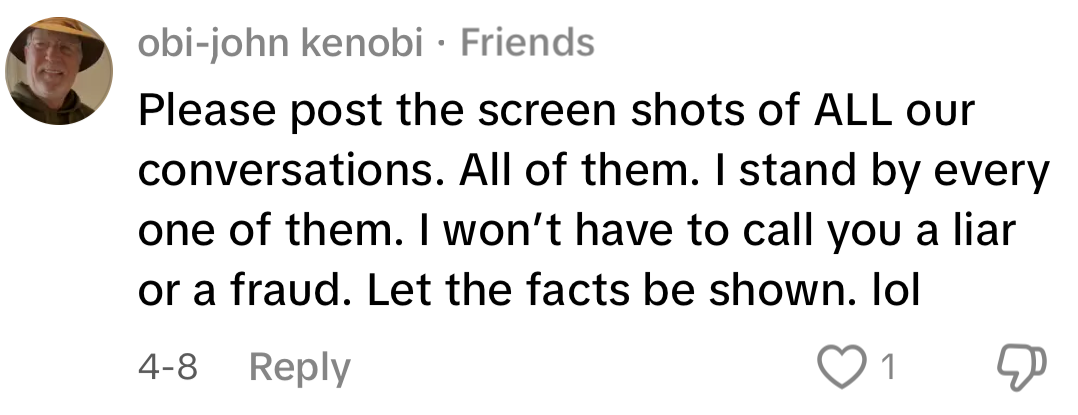 obi-john kenobi · Friends
Please post the screen shots of ALL our
conversations. All of them. I stand by every
one of them. I won’t have to call you a liar
or a fraud. Let the facts be shown. lol
4-8 Reply 1